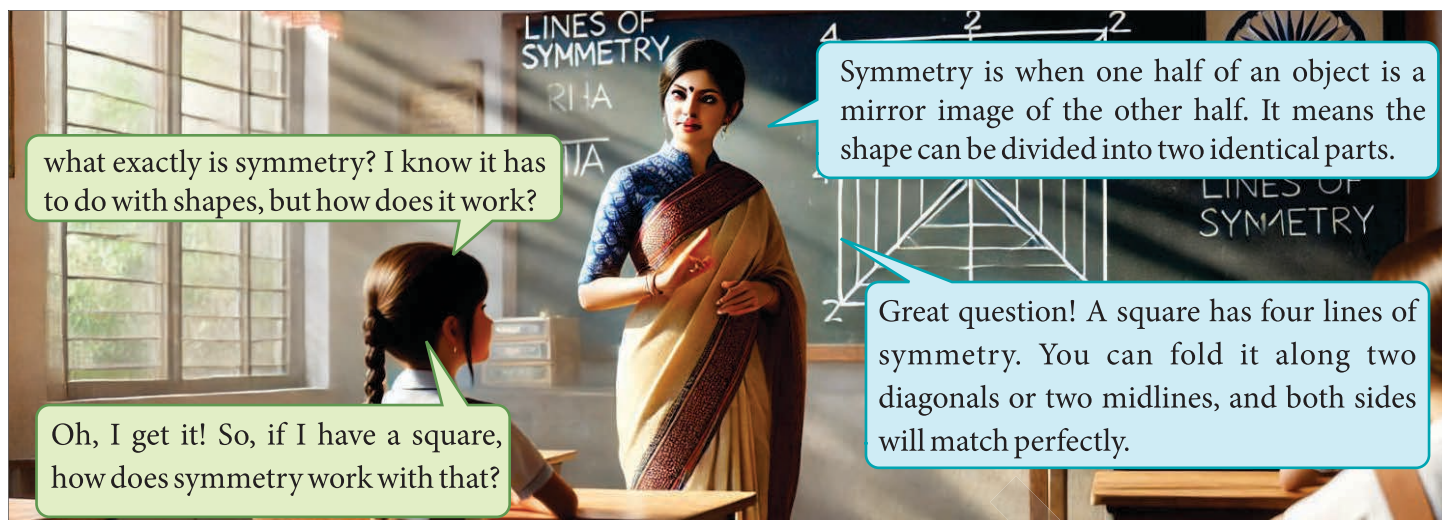 LINES OF
SYMMETRY
2
2
4
Symmetry is when one half of an object is a
mirror image of the other half. It means the
shape can be divided into two identical parts.
what exactly is symmetry? I know it has
to do with shapes, but how does it work?
LINES OF
SYMMETRY
2
Great question! A square has four lines of
symmetry. You can fold it along two
diagonals or two midlines, and both sides
will match perfectly.
Oh, I get it! So, if I have a square,
how does symmetry work with that?